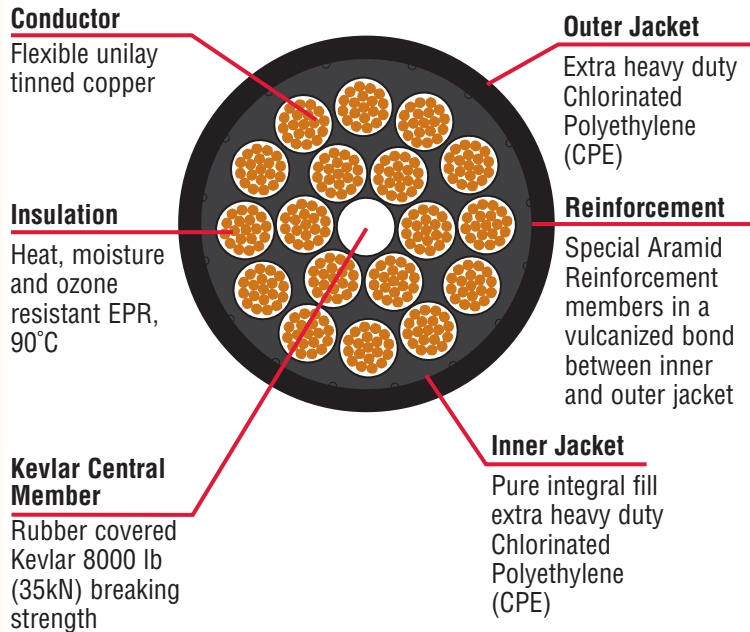 Conductor
Flexible unilay
tinned copper
Insulation
Heat, moisture
and ozone
resistant EPR,
90˚C
Kevlar Central
Member
Rubber covered
Kevlar 8000 lb
(35kN) breaking
strength
Outer Jacket
Extra heavy duty
Chlorinated
Polyethylene
(CPE)
Reinforcement
Special Aramid
Reinforcement
members in a
vulcanized bond
between inner
and outer jacket
Inner Jacket
Pure integral fill
extra heavy duty
Chlorinated
Polyethylene
(CPE)